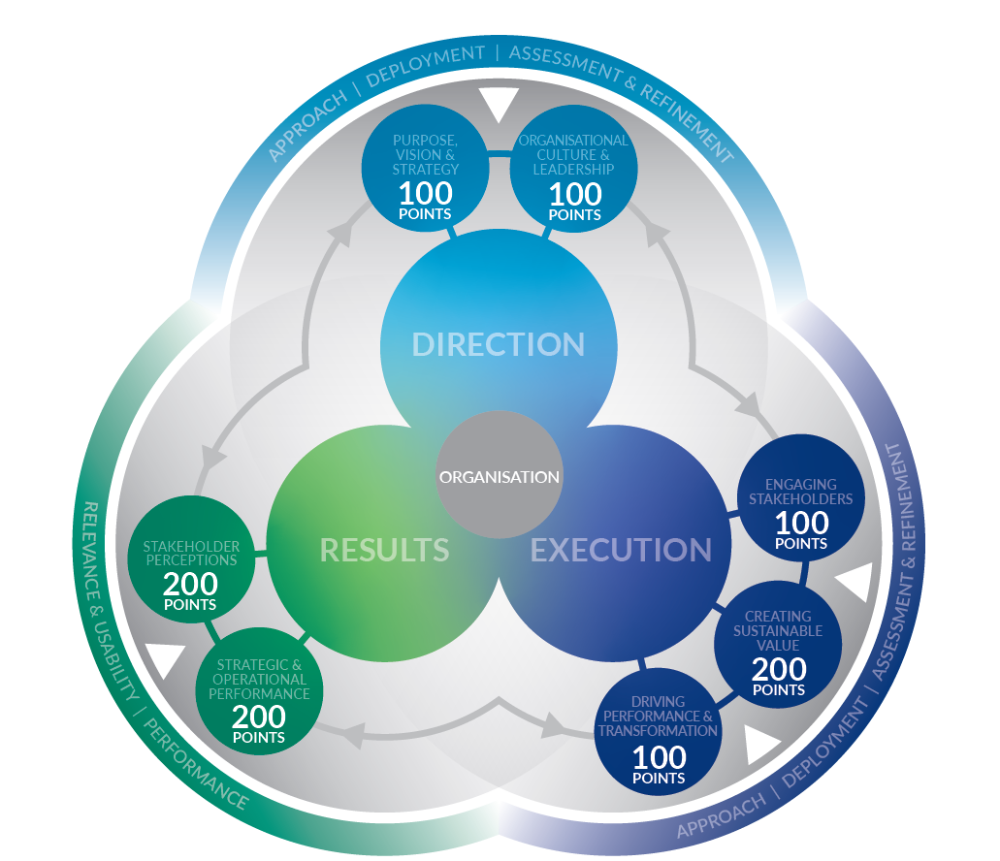 APPROACH | DEPLOYMENT | ASSESSMENT & REFINEMENT
PURPOSE,
VISION &
STRATEGY
100
POINTS
ORGANISATIONAL
CULTURE &
LEADERSHIP
100
POINTS
DIRECTION
ORGANISATION
RESULTS
EXECUTION
ENGAGING
STAKEHOLDERS
100
POINTS
CREATING
SUSTAINABLE
VALUE
200
POINTS
DRIVING
PERFORMANCE &
TRANSFORMATION
100
POINTS
APPROACH | DEPLOYMENT | ASSESSMENT & REFINEMENT
STAKEHOLDER
PERCEPTIONS
200
POINTS
STRATEGIC &
OPERATIONAL
PERFORMANCE
200
POINTS
RELEVANCE & USABILITY | PERFORMANCE